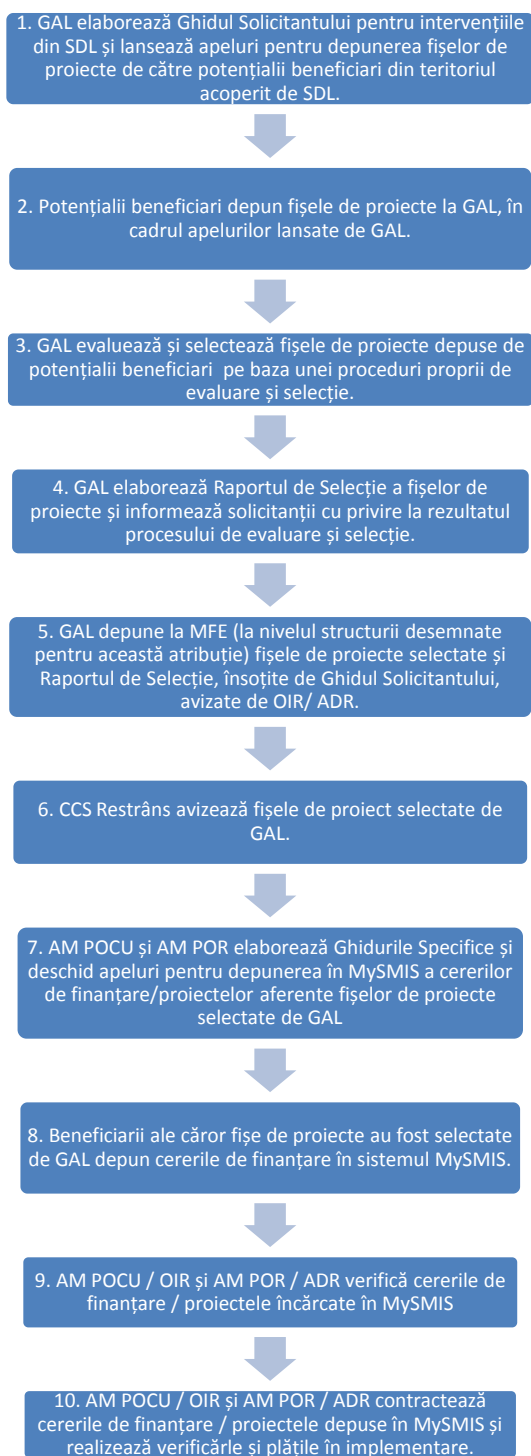 1. GAL elaborează Ghidul Solicitantului pentru intervențiile
din SDL și lansează apeluri pentru depunerea fișelor de
proiecte de către potențialii beneficiari din teritoriul
acoperit de SDL.
2. Potențialii beneficiari depun fișele de proiecte la GAL, în
cadrul apelurilor lansate de GAL.
3. GAL evaluează și selectează fișele de proiecte depuse de
potențialii beneficiari pe baza unei proceduri proprii de
evaluare și selecție.
4. GAL elaborează Raportul de Selecție a fișelor de
proiecte și informează solicitanții cu privire la rezultatul
procesului de evaluare și selecție.
5. GAL depune la MFE (la nivelul structurii desemnate
pentru această atribuție) fișele de proiecte selectate și
Raportul de Selecție, însoțite de Ghidul Solicitantului,
avizate de OIR/ ADR.
6. CCS Restrâns avizează fișele de proiect selectate de
GAL.
7. AM POCU și AM POR elaborează Ghidurile Specifice și
deschid apeluri pentru depunerea în MySMIS a cererilor
de finanțare/proiectelor aferente fișelor de proiecte
selectate de GAL
8. Beneficiarii ale căror fișe de proiecte au fost selectate
de GAL depun cererile de finanțare în sistemul MySMIS.
9. AM POCU / OIR și AM POR / ADR verifică cererile de
finanțare / proiectele încărcate în MySMIS
10. AM POCU / OIR și AM POR / ADR contractează
cererile de finanțare / proiectele depuse în MySMIS și
realizează verificărle și plățile în implementare.